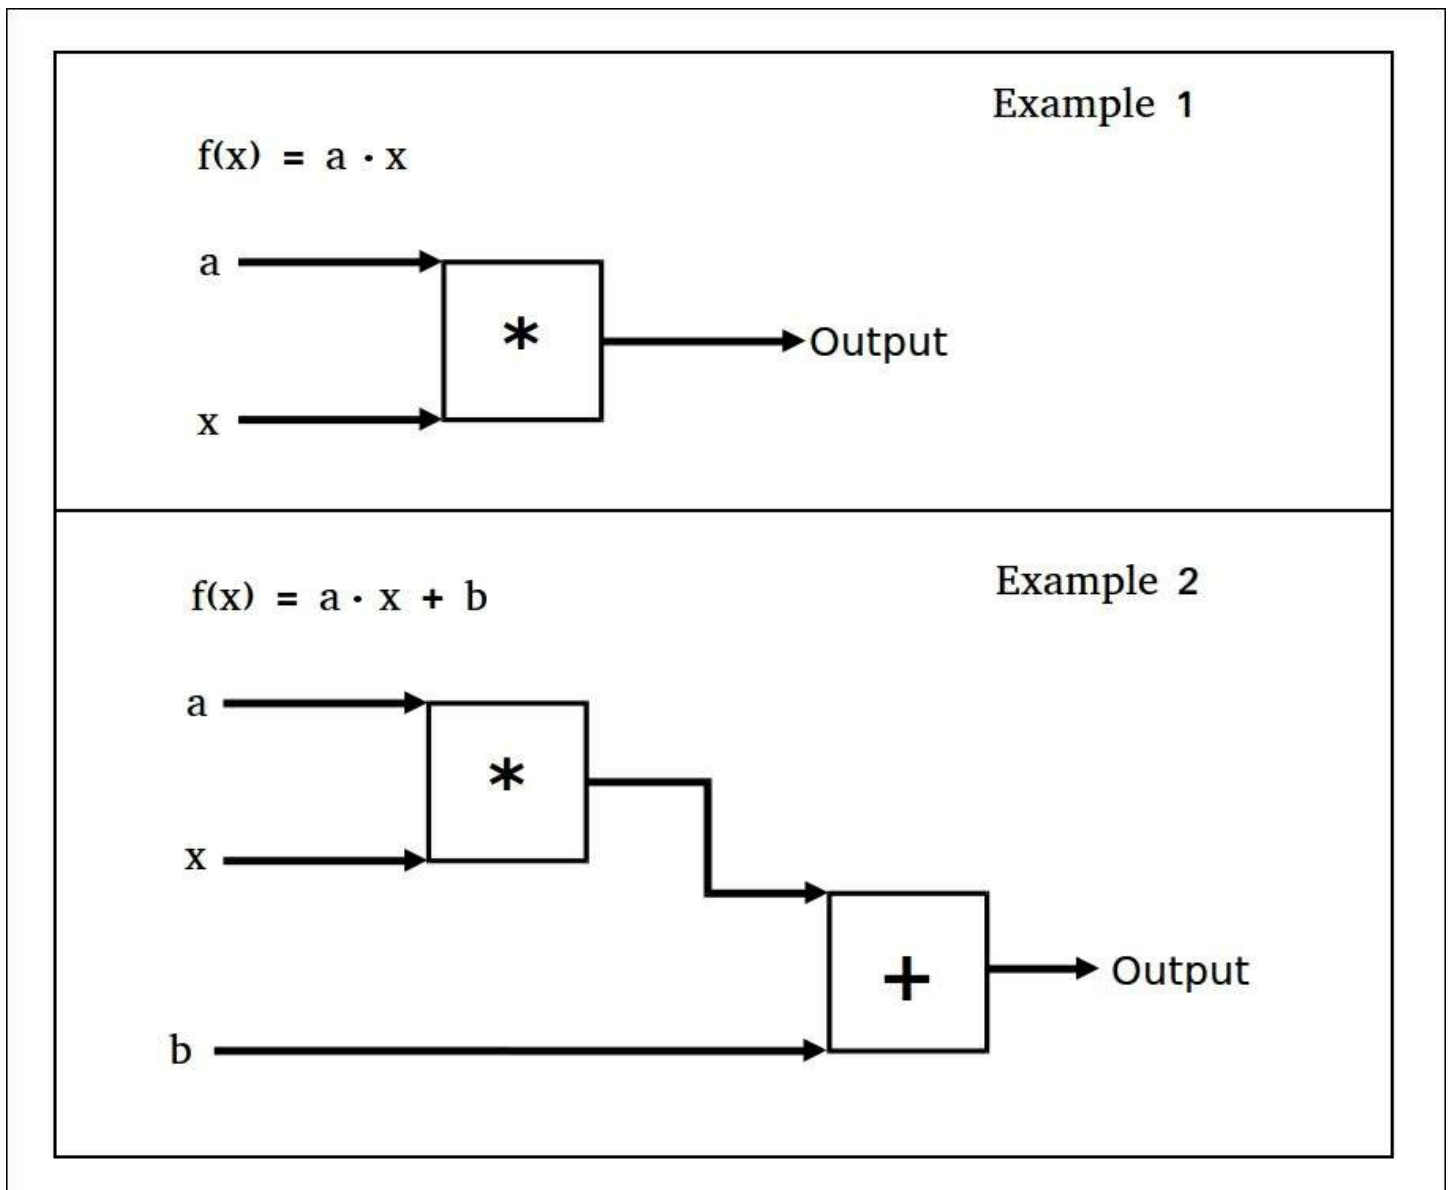 Example 1
f(x) = a · x
a
*
Output
x
Example 2
f(x) = a · x + b
a
*
x
+
Output
b